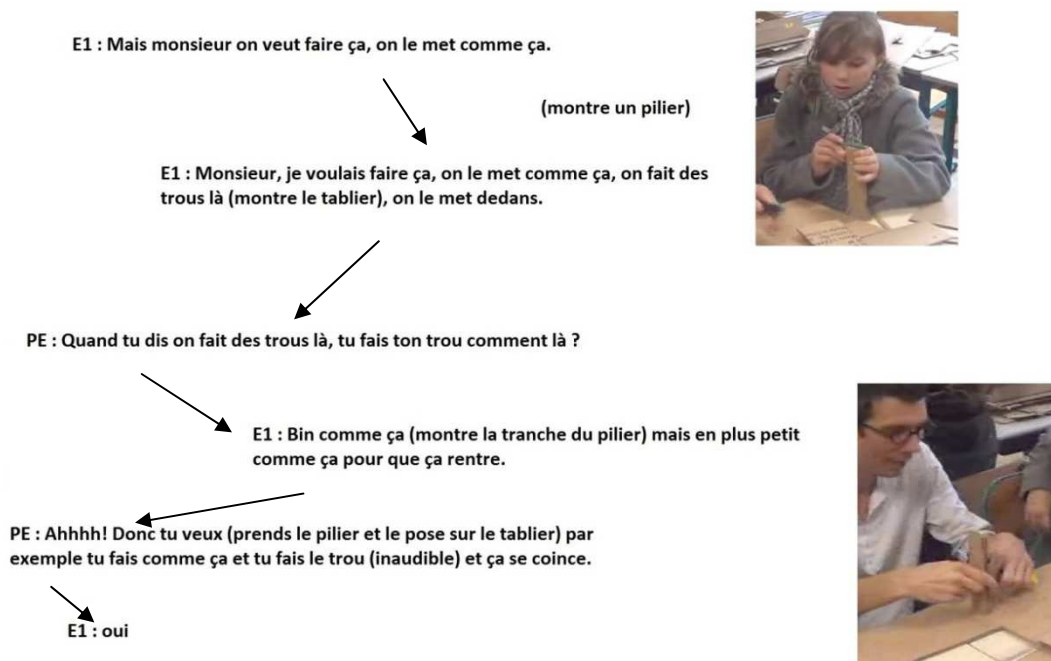 E1 : Mais monsieur on veut faire ça, on le met comme ça.
(montre un pilier)
E1 : Monsieur, je voulais faire ça, on le met comme ça, on fait des
trous là (montre le tablier), on le met dedans.
PE : Quand tu dis on fait des trous là, tu fais ton trou comment là ?
E1 : Bin comme ça (montre la tranche du pilier) mais en plus petit
comme ça pour que ça rentre.
PE : Ahhhh! Donc tu veux (prends le pilier et le pose sur le tablier) par
exemple tu fais comme ça et tu fais le trou (inaudible) et ça se coince.
E1 : oui